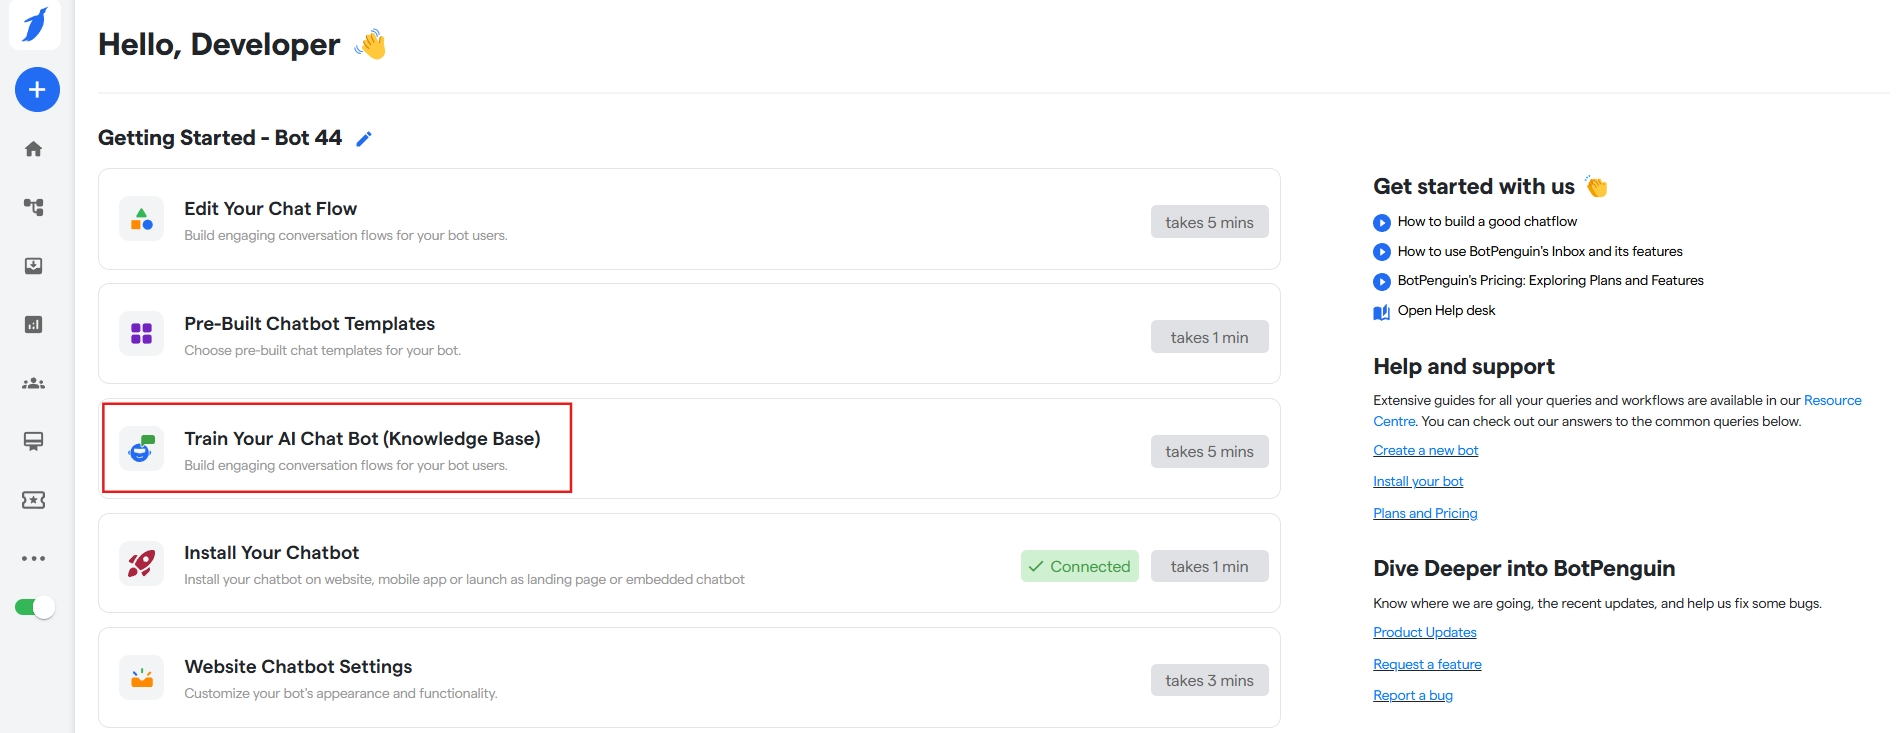 Hello, Developer
Getting Started - Bot 44
Edit Your Chat Flow
Build engaging conversation flows for your bot users.
takes 5 mins
Pre-Built Chatbot Templates
Choose pre-built chat templates for your bot.
takes 1 min
Train Your AI Chat Bot (Knowledge Base)
Build engaging conversation flows for your bot users.
takes 5 mins
Install Your Chatbot
Install your chatbot on website, mobile app or launch as landing page or embedded chatbot
Connected
takes 1 min
Website Chatbot Settings
Customize your bot's appearance and functionality.
takes 3 mins
Get started with us
How to build a good chatflow
How to use BotPenguin's Inbox and its features
BotPenguin's Pricing: Exploring Plans and Features
Open Help desk
Help and support
Extensive guides for all your queries and workflows are available in our Resource
Centre. You can check out our answers to the common queries below.
Create a new bot
Install your bot
Plans and Pricing
Dive Deeper into BotPenguin
Know where we are going, the recent updates, and help us fix some bugs.
Product Updates
Request a feature
Report a bug